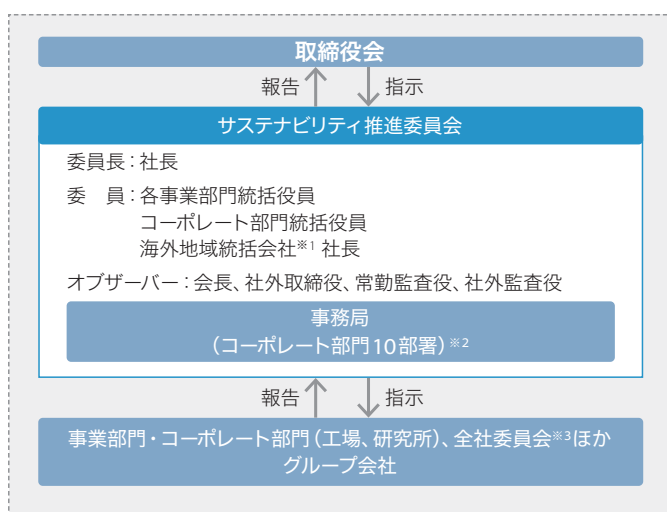 取締役会
報告 指示
サステナビリティ推進委員会
委員長：社長
委　員：各事業部門統括役員
コーポレート部門統括役員
海外地域統括会社※1 社長
オブザーバー：会長、社外取締役、常勤監査役、社外監査役
事務局
（コーポレート部門10部署）※2
報告 指示
事業部門・コーポレート部門（工場、研究所）、全社委員会※3ほか
グループ会社